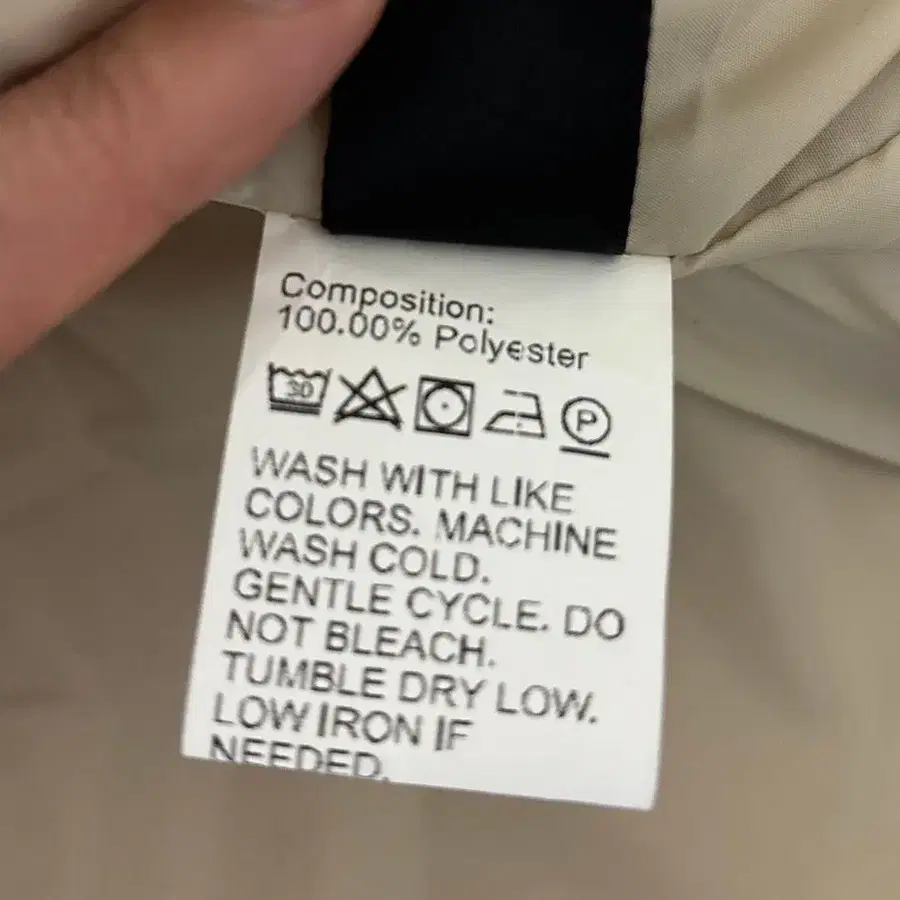 Composition:
100.00% Polyester
30 P
WASH WITH LIKE
COLORS. MACHINE
WASH COLD.
GENTLE CYCLE. DO
NOT BLEACH.
TUMBLE DRY LOW.
LOW IRON IF
NEEDED.